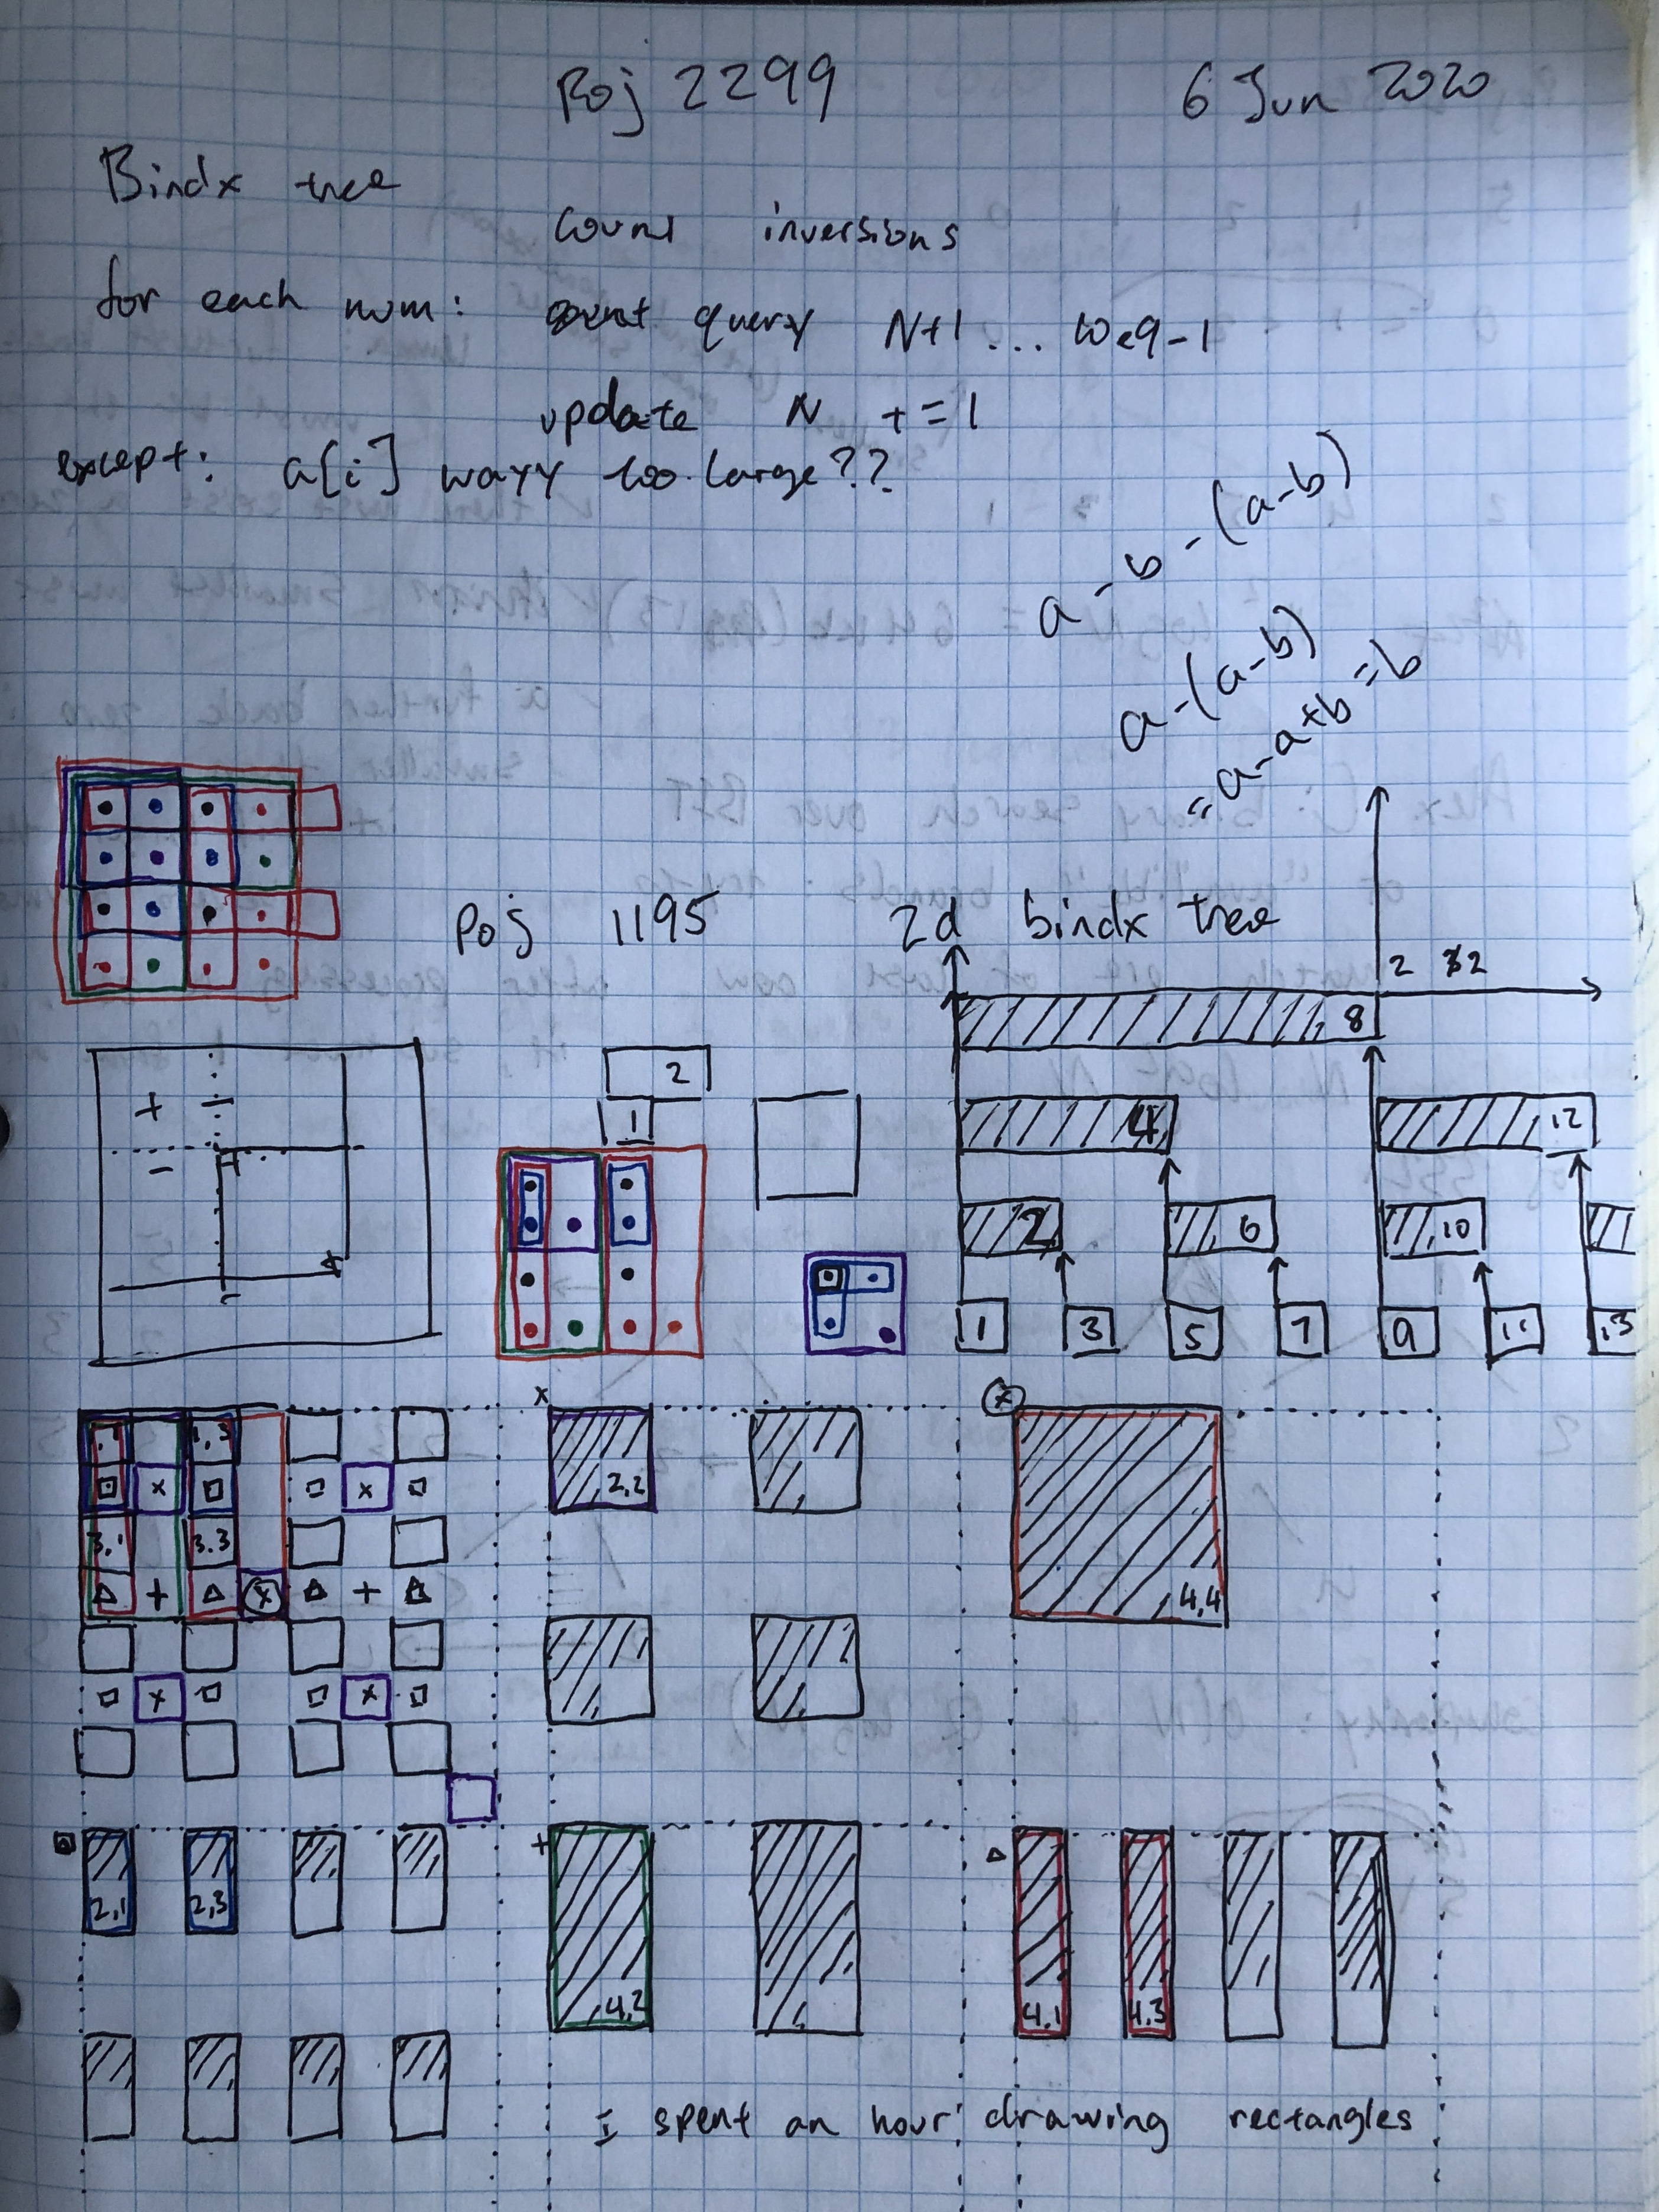 Poj 2299 6 Jun 2020
Bindx tree
count inversions
for each num: query N+1 ... 10e9-1
update N +=1
except: a[i] wayy too large??
a-b-(a-b)
a-(a-b)
=a-a+b=b
Poj 1195 2d bindx tree
2 2
8
2
1
4 12
2 6 10
1 3 5 7 9 11 13
+ -
- +
x
1,1 1,3
2,2
4,4
3,1 3,3
2,1 2,3
4,2
4,1 4,3
I spent an hour drawing rectangles